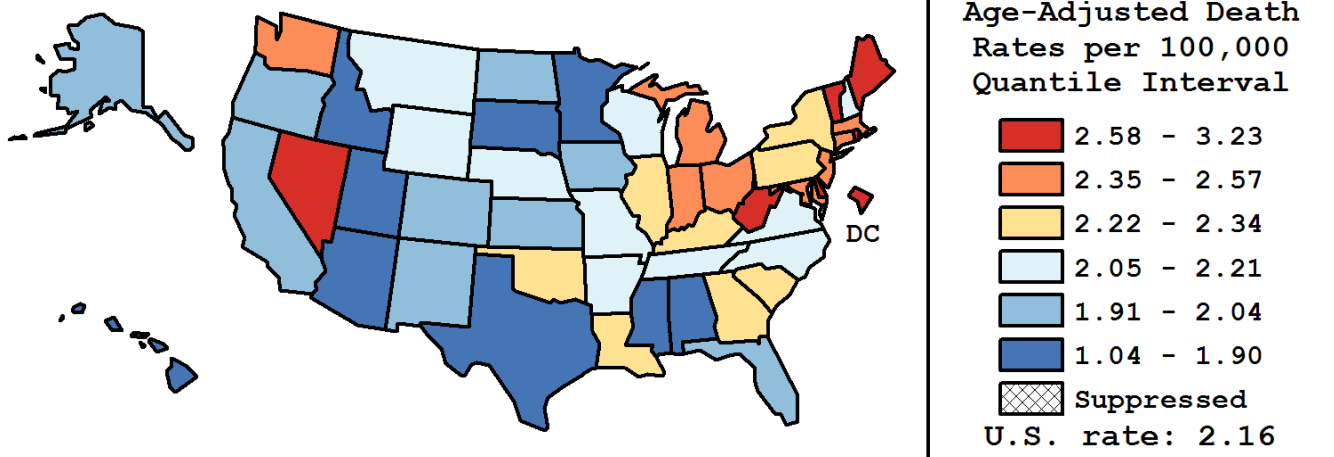 DC
Age-Adjusted Death
Rates per 100,000
Quantile Interval
2.58 - 3.23
2.35 - 2.57
2.22 - 2.34
2.05 - 2.21
1.91 - 2.04
1.04 - 1.90
Suppressed
U.S. rate: 2.16